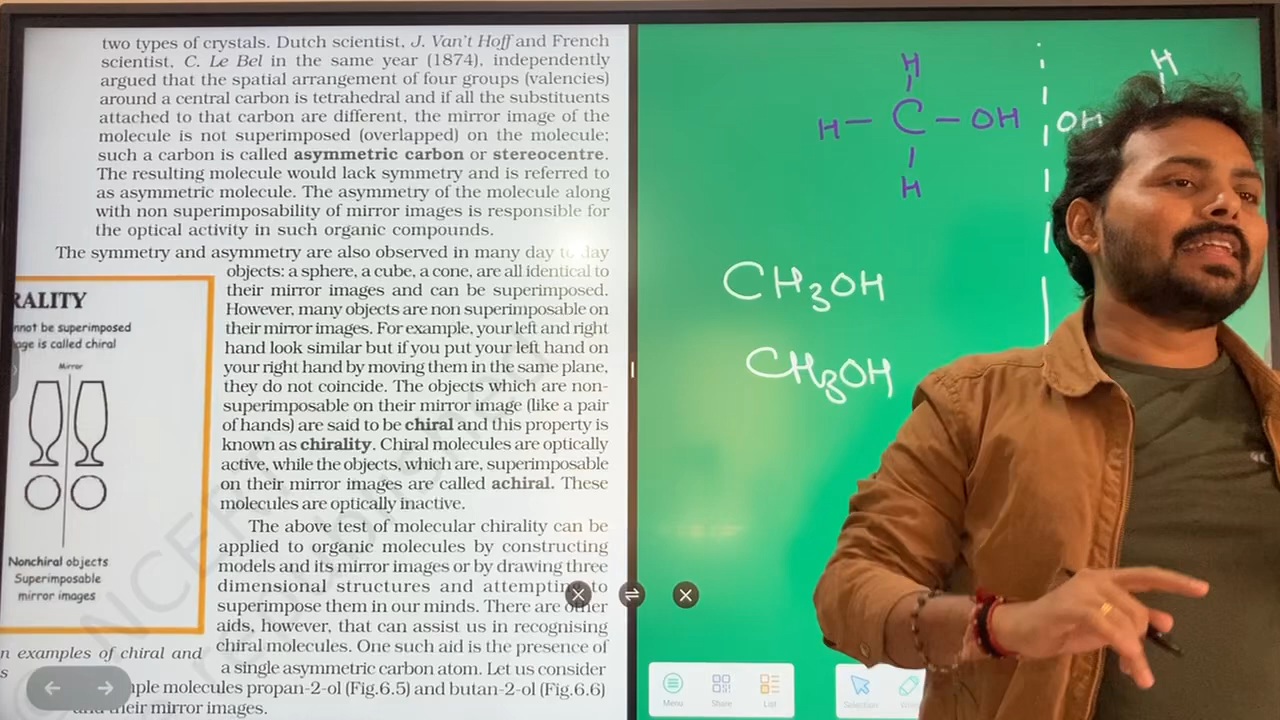 two types of crystals. Dutch scientist, J. Van't Hoff and French
scientist, C. Le Bel in the same year (1874), independently
argued that the spatial arrangement of four groups (valencies)
around a central carbon is tetrahedral and if all the substituents
attached to that carbon are different, the mirror image of the
molecule is not superimposed (overlapped) on the molecule;
such a carbon is called asymmetric carbon or stereocentre.
The resulting molecule would lack symmetry and is referred to
as asymmetric molecule. The asymmetry of the molecule along
with non superimposability of mirror images is responsible for
the optical activity in such organic compounds.
The symmetry and asymmetry are also observed in many day to day
objects: a sphere, a cube, a cone, are all identical to
their mirror images and can be superimposed.
However, many objects are non superimposable on
their mirror images. For example, your left and right
hand look similar but if you put your left hand on
your right hand by moving them in the same plane,
they do not coincide. The objects which are non-
superimposable on their mirror image (like a pair
of hands) are said to be chiral and this property is
known as chirality. Chiral molecules are optically
active, while the objects, which are, superimposable
on their mirror images are called achiral. These
molecules are optically inactive.
The above test of molecular chirality can be
applied to organic molecules by constructing
models and its mirror images or by drawing three
dimensional structures and attempting to
superimpose them in our minds. There are other
aids, however, that can assist us in recognising
chiral molecules. One such aid is the presence of
a single asymmetric carbon atom. Let us consider
molecules propan-2-ol (Fig.6.5) and butan-2-ol (Fig.6.6)
their mirror images.
RALITY
nnot be superimposed
age is called chiral
Mirror
Nonchiral objects
Superimposable
mirror images
n examples of chiral and
s
H
H - C - OH
H
OH
H
CH3OH
CH3OH
Menu
Share
List
Selection